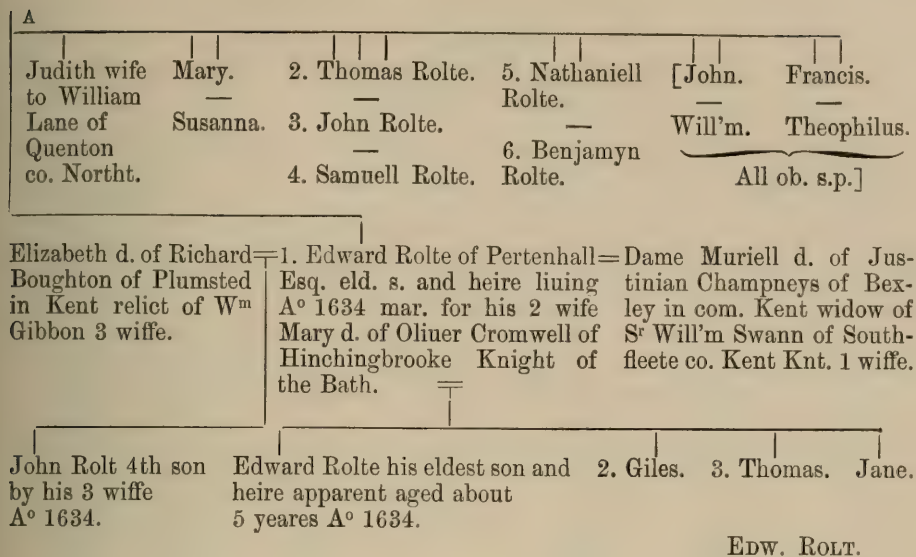 A
Judith wife
to William
Lane of
Quenton
co. Northt.
Mary.
—
Susanna.
2. Thomas Rolte.
—
3. John Rolte.
—
4. Samuell Rolte.
5. Nathaniell
Rolte.
—
6. Benjamyn
Rolte.
[John.
—
Will'm.
Francis.
—
Theophilus.
All ob. s.p.]
Elizabeth d. of Richard
Boughton of Plumsted
in Kent relict of Wᵐ
Gibbon 3 wiffe.
1. Edward Rolte of Pertenhall
Esq. eld. s. and heire liuing
Aᵒ 1634 mar. for his 2 wife
Mary d. of Oliuer Cromwell of
Hinchingbrooke Knight of
the Bath.
Dame Muriell d. of Jus-
tinian Champneys of Bex-
ley in com. Kent widow of
Sʳ Will'm Swann of South-
fleete co. Kent Knt. 1 wiffe.
John Rolt 4th son
by his 3 wiffe
Aᵒ 1634.
Edward Rolte his eldest son and
heire apparent aged about
5 yeares Aᵒ 1634.
2. Giles.
3. Thomas.
Jane.
EDW. ROLT.